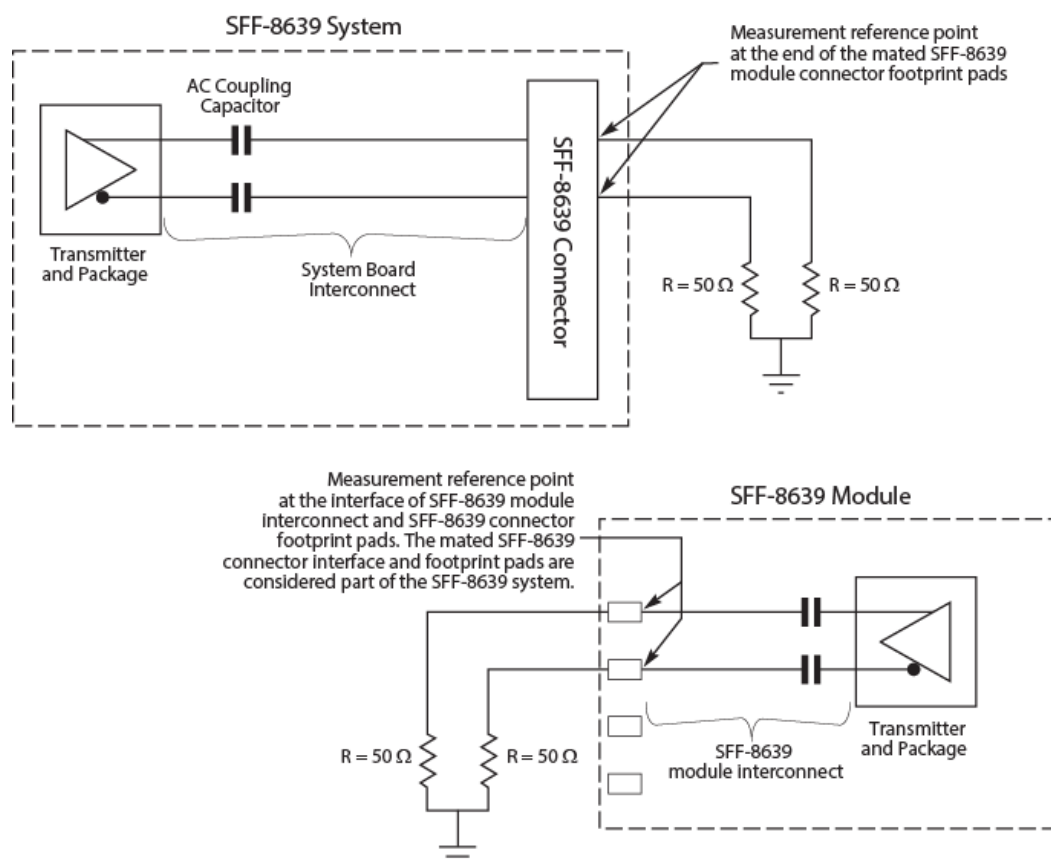 SFF-8639 System
Measurement reference point
at the end of the mated SFF-8639
module connector footprint pads
AC Coupling
Capacitor
SFF-8639 Connector
Transmitter
and Package
System Board
Interconnect
R = 50 Ω
R = 50 Ω
Measurement reference point
at the interface of SFF-8639 module
interconnect and SFF-8639 connector
footprint pads. The mated SFF-8639
connector interface and footprint pads are
considered part of the SFF-8639 system.
SFF-8639 Module
R = 50 Ω
R = 50 Ω
SFF-8639
module interconnect
Transmitter
and Package